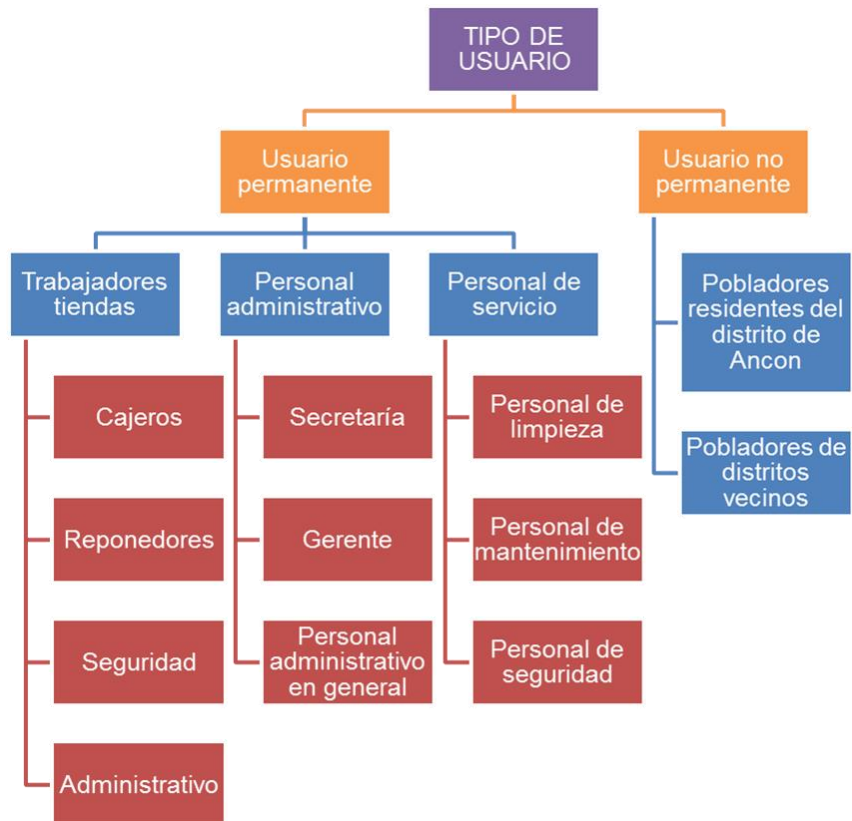 TIPO DE
USUARIO
Usuario
permanente
Usuario no
permanente
Trabajadores
tiendas
Personal
administrativo
Personal de
servicio
Pobladores
residentes del
distrito de
Ancon
Cajeros
Secretaría
Personal de
limpieza
Pobladores de
distritos
vecinos
Reponedores
Gerente
Personal de
mantenimiento
Seguridad
Personal
administrativo
en general
Personal de
seguridad
Administrativo